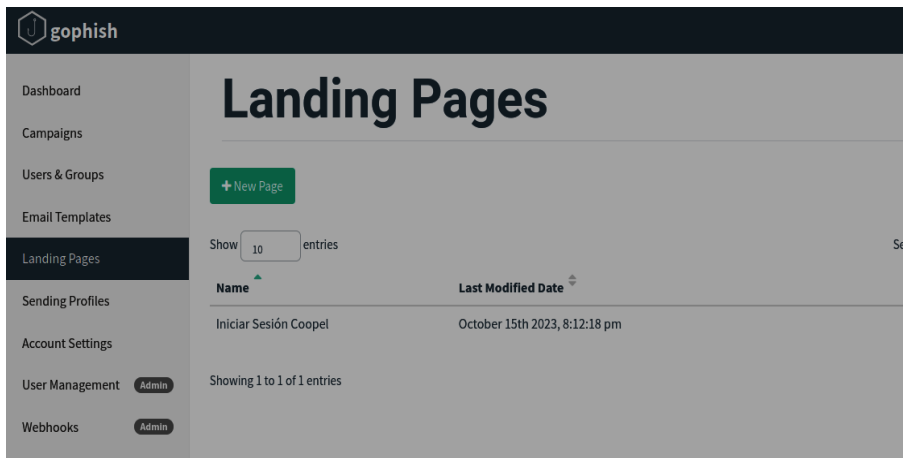 gophish
Dashboard
Campaigns
Users & Groups
Email Templates
Landing Pages
Sending Profiles
Account Settings
User Management Admin
Webhooks Admin
Landing Pages
New Page
Show 10 entries
Se
Name Last Modified Date
Iniciar Sesión Coopel October 15th 2023, 8:12:18 pm
Showing 1 to 1 of 1 entries